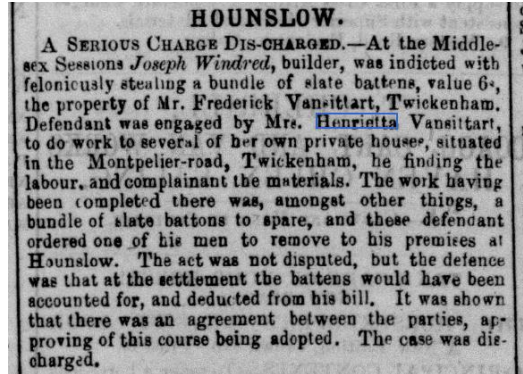 HOUNSLOW.
A SERIOUS CHARGE DIS-CHARGED.—At the Middle-
sex Sessions Joseph Windred, builder, was indicted with
feloniously stealing a bundle of slate battens, value 6s,
the property of Mr. Frederick Vansittart, Twickenham.
Defendant was engaged by Mrs. Henrietta Vansittart,
to do work to several of her own private houses, situated
in the Montpelier-road, Twickenham, he finding the
labour, and complainant the materials. The work having
been completed there was, amongst other things, a
bundle of slate battons to spare, and these defendant
ordered one of his men to remove to his premises at
Hounslow. The act was not disputed, but the defence
was that at the settlement the battens would have been
accounted for, and deducted from his bill. It was shown
that there was an agreement between the parties, ap-
proving of this course being adopted. The case was dis-
charged.